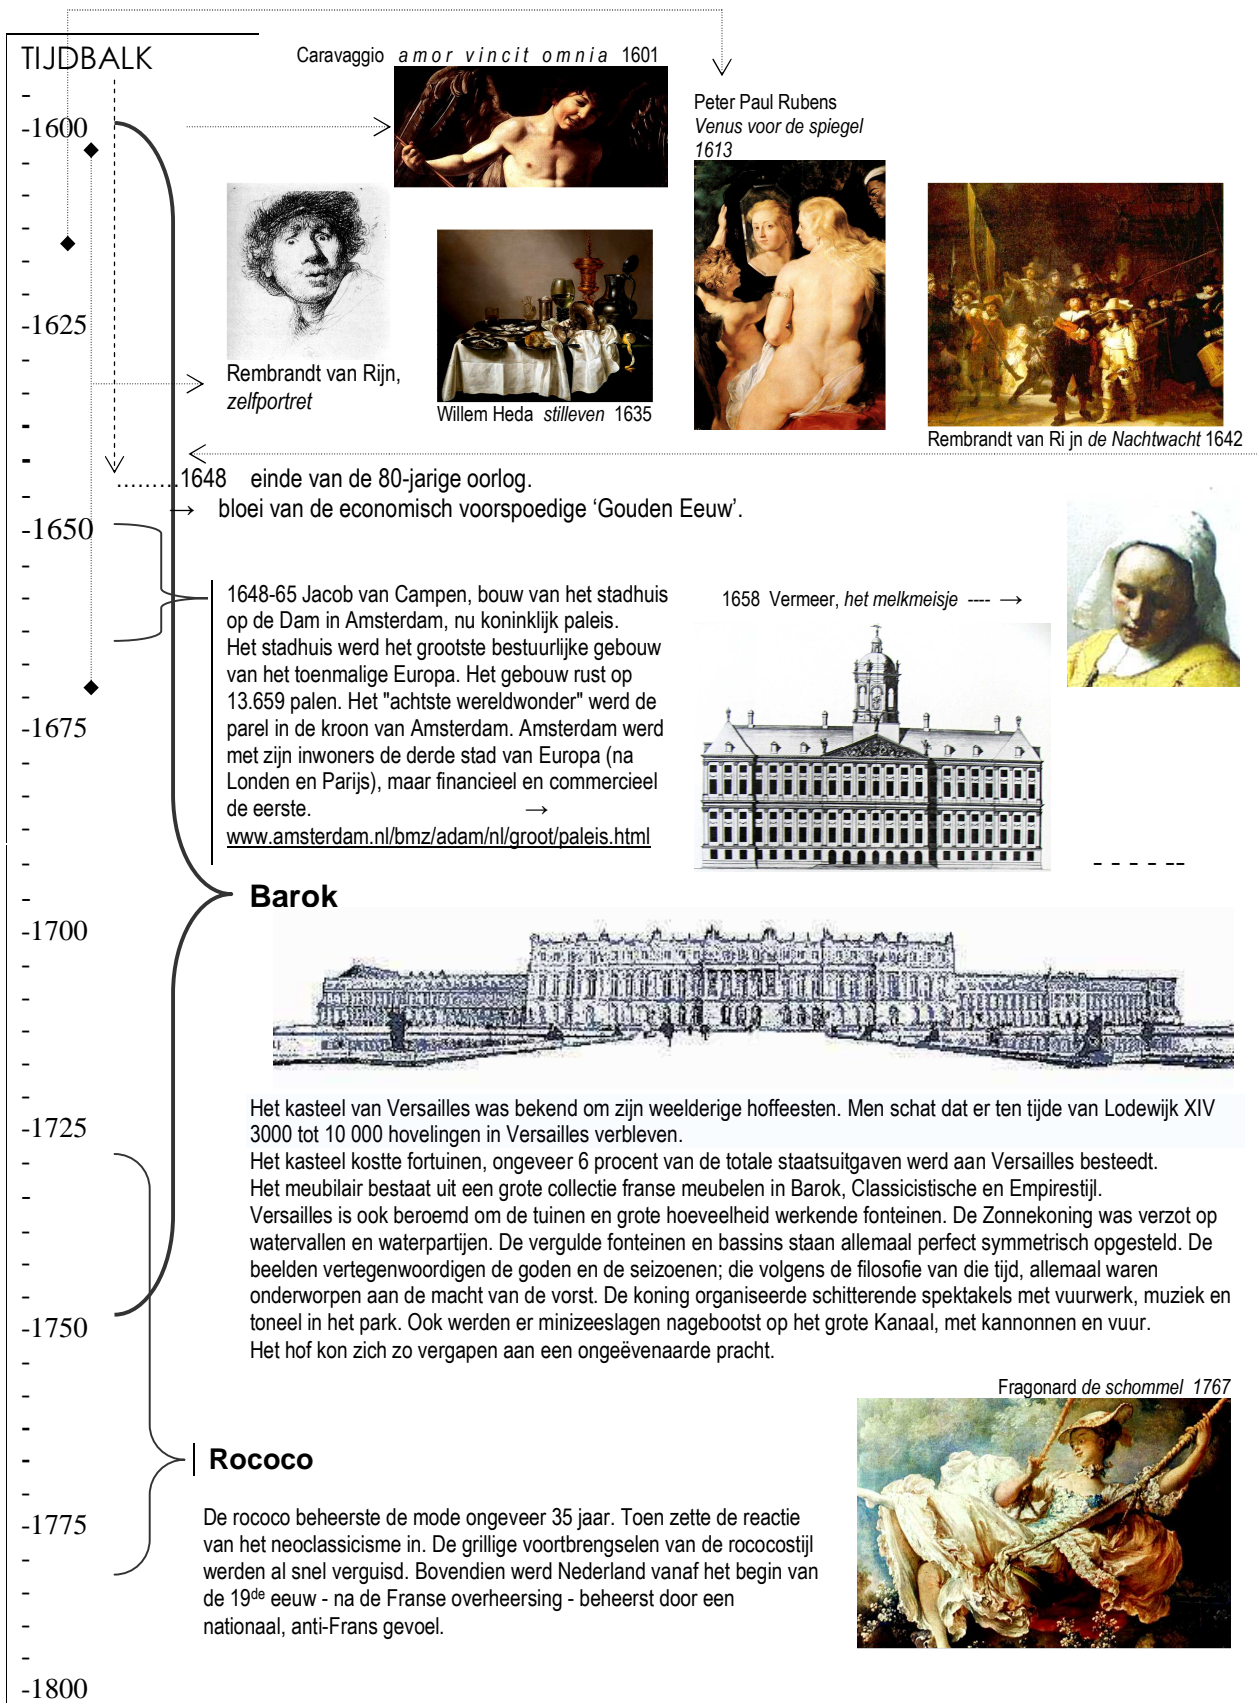 TIJDBALK
Caravaggio amor vincit omnia 1601
Peter Paul Rubens
Venus voor de spiegel
1613
-
-1600
-
-
-
-
-
-1625
-
-
-
-
-
-
-1650
-
-
-
-
-
-1675
-
-
-
-
-
-1700
-
-
-
-
-
-1725
-
-
-
-
-
-1750
-
-
-
-
-
-1775
-
-
-
-
-1800
Rembrandt van Rijn,
zelfportret
Willem Heda stilleven 1635
Rembrandt van Ri jn de Nachtwacht 1642
.........1648 einde van de 80-jarige oorlog.
→ bloei van de economisch voorspoedige ‘Gouden Eeuw’.
1648-65 Jacob van Campen, bouw van het stadhuis
op de Dam in Amsterdam, nu koninklijk paleis.
Het stadhuis werd het grootste bestuurlijke gebouw
van het toenmalige Europa. Het gebouw rust op
13.659 palen. Het "achtste wereldwonder" werd de
parel in de kroon van Amsterdam. Amsterdam werd
met zijn inwoners de derde stad van Europa (na
Londen en Parijs), maar financieel en commercieel
de eerste. →
www.amsterdam.nl/bmz/adam/nl/groot/paleis.html
1658 Vermeer, het melkmeisje ---- →
- - - - --
Barok
Het kasteel van Versailles was bekend om zijn weelderige hoffeesten. Men schat dat er ten tijde van Lodewijk XIV
3000 tot 10 000 hovelingen in Versailles verbleven.
Het kasteel kostte fortuinen, ongeveer 6 procent van de totale staatsuitgaven werd aan Versailles besteedt.
Het meubilair bestaat uit een grote collectie franse meubelen in Barok, Classicistische en Empirestijl.
Versailles is ook beroemd om de tuinen en grote hoeveelheid werkende fonteinen. De Zonnekoning was verzot op
watervallen en waterpartijen. De vergulde fonteinen en bassins staan allemaal perfect symmetrisch opgesteld. De
beelden vertegenwoordigen de goden en de seizoenen; die volgens de filosofie van die tijd, allemaal waren
onderworpen aan de macht van de vorst. De koning organiseerde schitterende spektakels met vuurwerk, muziek en
toneel in het park. Ook werden er minizeeslagen nagebootst op het grote Kanaal, met kannonnen en vuur.
Het hof kon zich zo vergapen aan een ongeëvenaarde pracht.
Fragonard de schommel 1767
Rococo
De rococo beheerste de mode ongeveer 35 jaar. Toen zette de reactie
van het neoclassicisme in. De grillige voortbrengselen van de rococostijl
werden al snel verguisd. Bovendien werd Nederland vanaf het begin van
de 19de eeuw - na de Franse overheersing - beheerst door een
nationaal, anti-Frans gevoel.